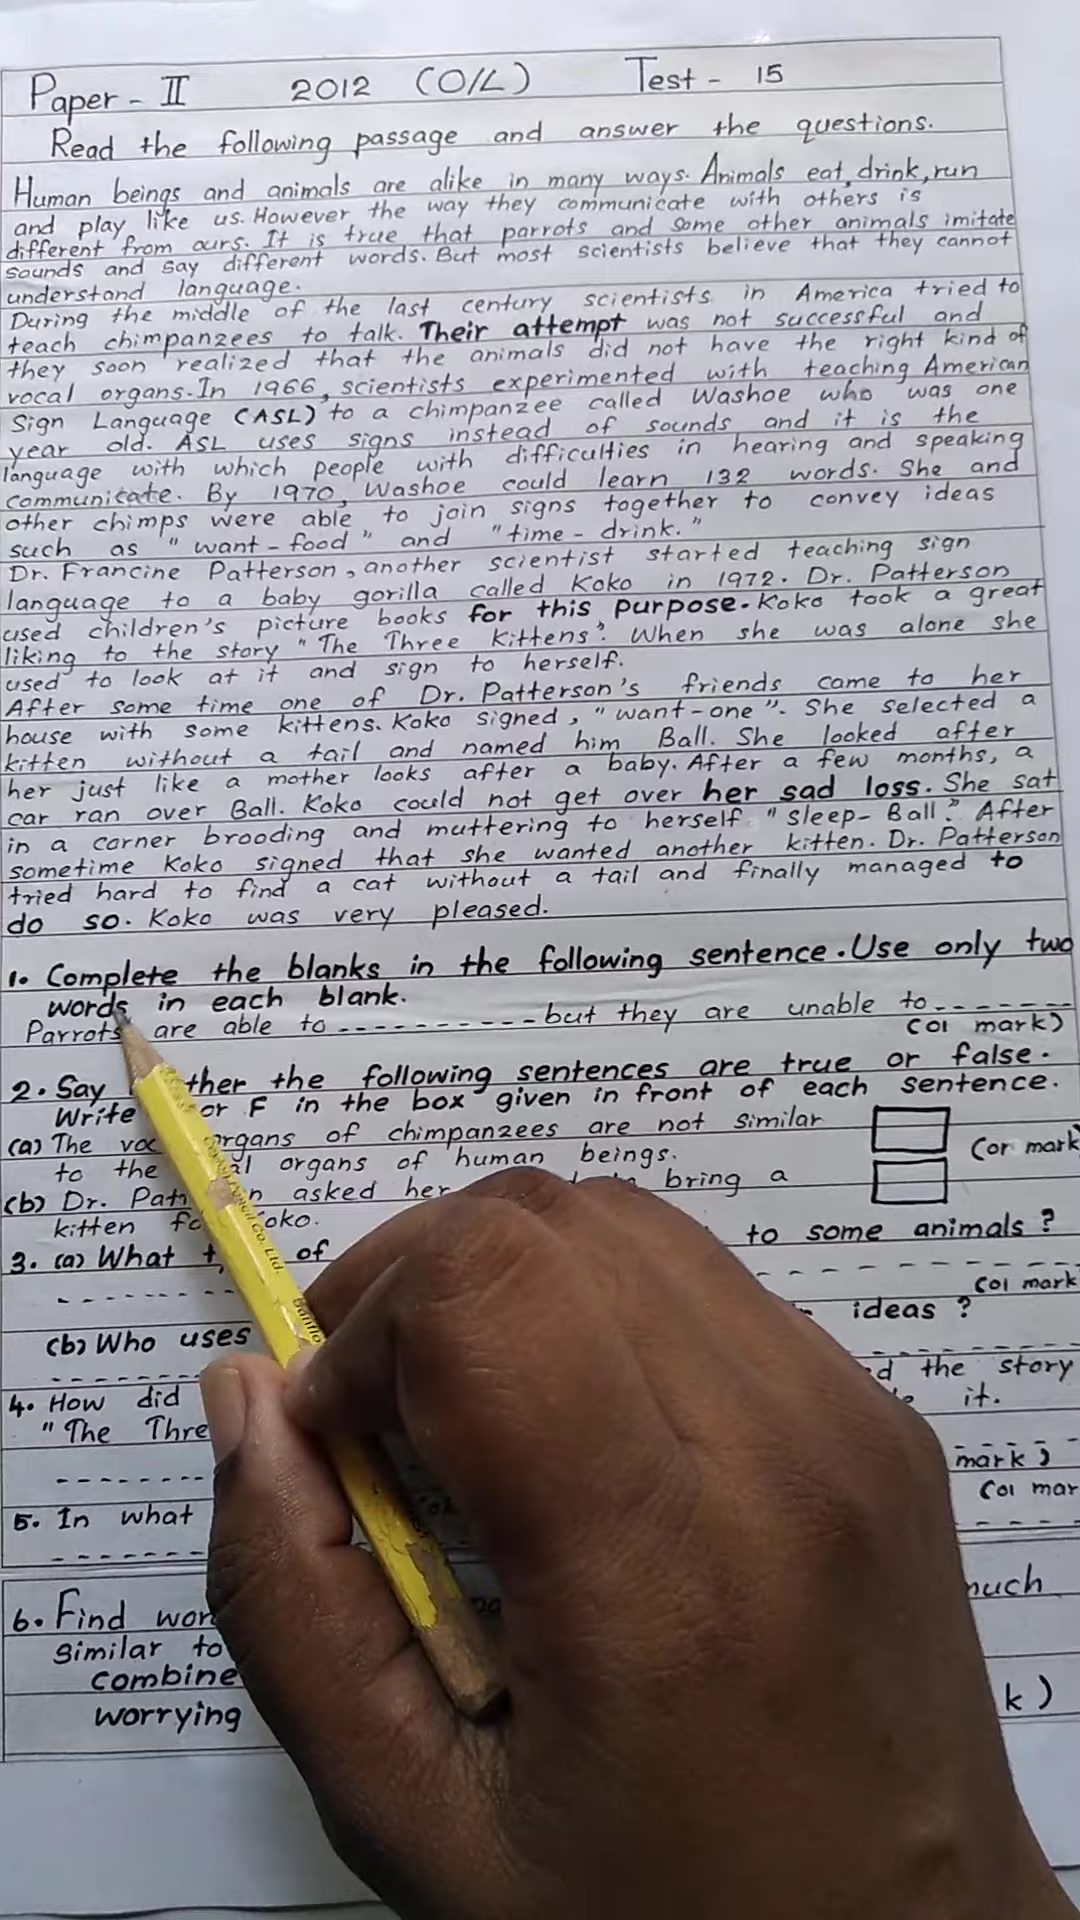 Paper - II 2012 (O/L) Test - 15
Read the following passage and answer the questions.
Human beings and animals are alike in many ways. Animals eat, drink, run
and play like us. However the way they communicate with others is
different from ours. It is true that parrots and some other animals imitate
sounds and say different words. But most scientists believe that they cannot
understand language.
During the middle of the last century scientists in America tried to
teach chimpanzees to talk. Their attempt was not successful and
they soon realized that the animals did not have the right kind of
vocal organs. In 1966, scientists experimented with teaching American
Sign Language (ASL) to a chimpanzee called Washoe who was one
year old. ASL uses signs instead of sounds and it is the
language with which people with difficulties in hearing and speaking
communicate. By 1970, Washoe could learn 132 words. She and
other chimps were able to join signs together to convey ideas
such as "want-food" and "time-drink."
Dr. Francine Patterson, another scientist started teaching sign
language to a baby gorilla called Koko in 1972. Dr. Patterson
used children's picture books for this purpose. Koko took a great
liking to the story "The Three Kittens". When she was alone she
used to look at it and sign to herself.
After some time one of Dr. Patterson's friends came to her
house with some kittens. Koko signed, "want-one". She selected a
kitten without a tail and named him Ball. She looked after
her just like a mother looks after a baby. After a few months, a
car ran over Ball. Koko could not get over her sad loss. She sat
in a corner brooding and muttering to herself "sleep-Ball". After
sometime Koko signed that she wanted another kitten. Dr. Patterson
tried hard to find a cat without a tail and finally managed to
do so. Koko was very pleased.
1. Complete the blanks in the following sentence. Use only two
words in each blank.
Parrots are able to ---------- but they are unable to -------
(01 mark)
2. Say the following sentences are true or false.
Write or F in the box given in front of each sentence.
(a) The organs of chimpanzees are not similar
to the organs of human beings. (or mark
(b) Dr. asked her bring a
kitten Koko.
3. (a) What of to some animals?
(01 mark
(b) Who uses ideas?
4. How did the story
"The it.
mark)
5. In what (01 mar
6. Find much
similar to
combine
worrying k)